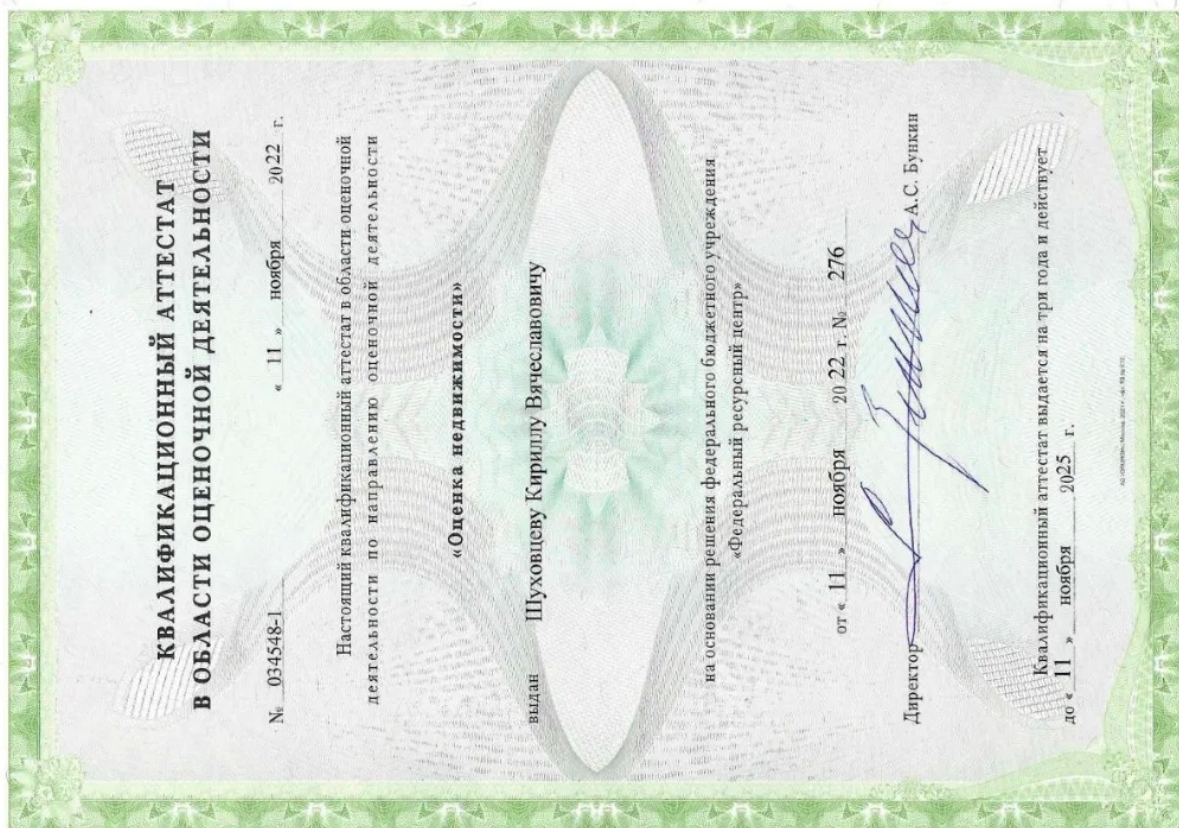 КВАЛИФИКАЦИОННЫЙ АТТЕСТАТ
В ОБЛАСТИ ОЦЕНОЧНОЙ ДЕЯТЕЛЬНОСТИ
№ 034548-1 « 11 » ноября 2022 г.
Настоящий квалификационный аттестат в области оценочной
деятельности по направлению оценочной деятельности
«Оценка недвижимости»
выдан Шуховцеву Кириллу Вячеславовичу
на основании решения федерального бюджетного учреждения
«Федеральный ресурсный центр»
от « 11 » ноября 20 22 г. № 276
Директор А.С. Бункин
Квалификационный аттестат выдается на три года и действует
до « 11 » ноября 2025 г.